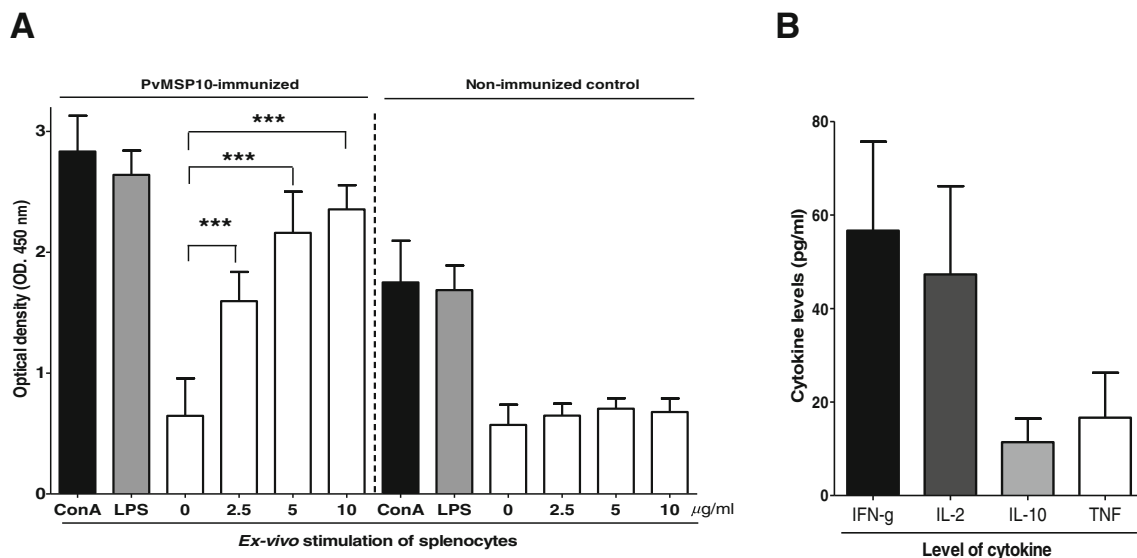 A
PvMSP10-immunized
Non-immunized control
Optical density (OD. 450 nm)
3
2
1
0
***
***
***
ConA LPS 0 2.5 5 10 ConA LPS 0 2.5 5 10 μg/ml
Ex-vivo stimulation of splenocytes
B
Cytokine levels (pg/ml)
80
60
40
20
0
IFN-g IL-2 IL-10 TNF
Level of cytokine